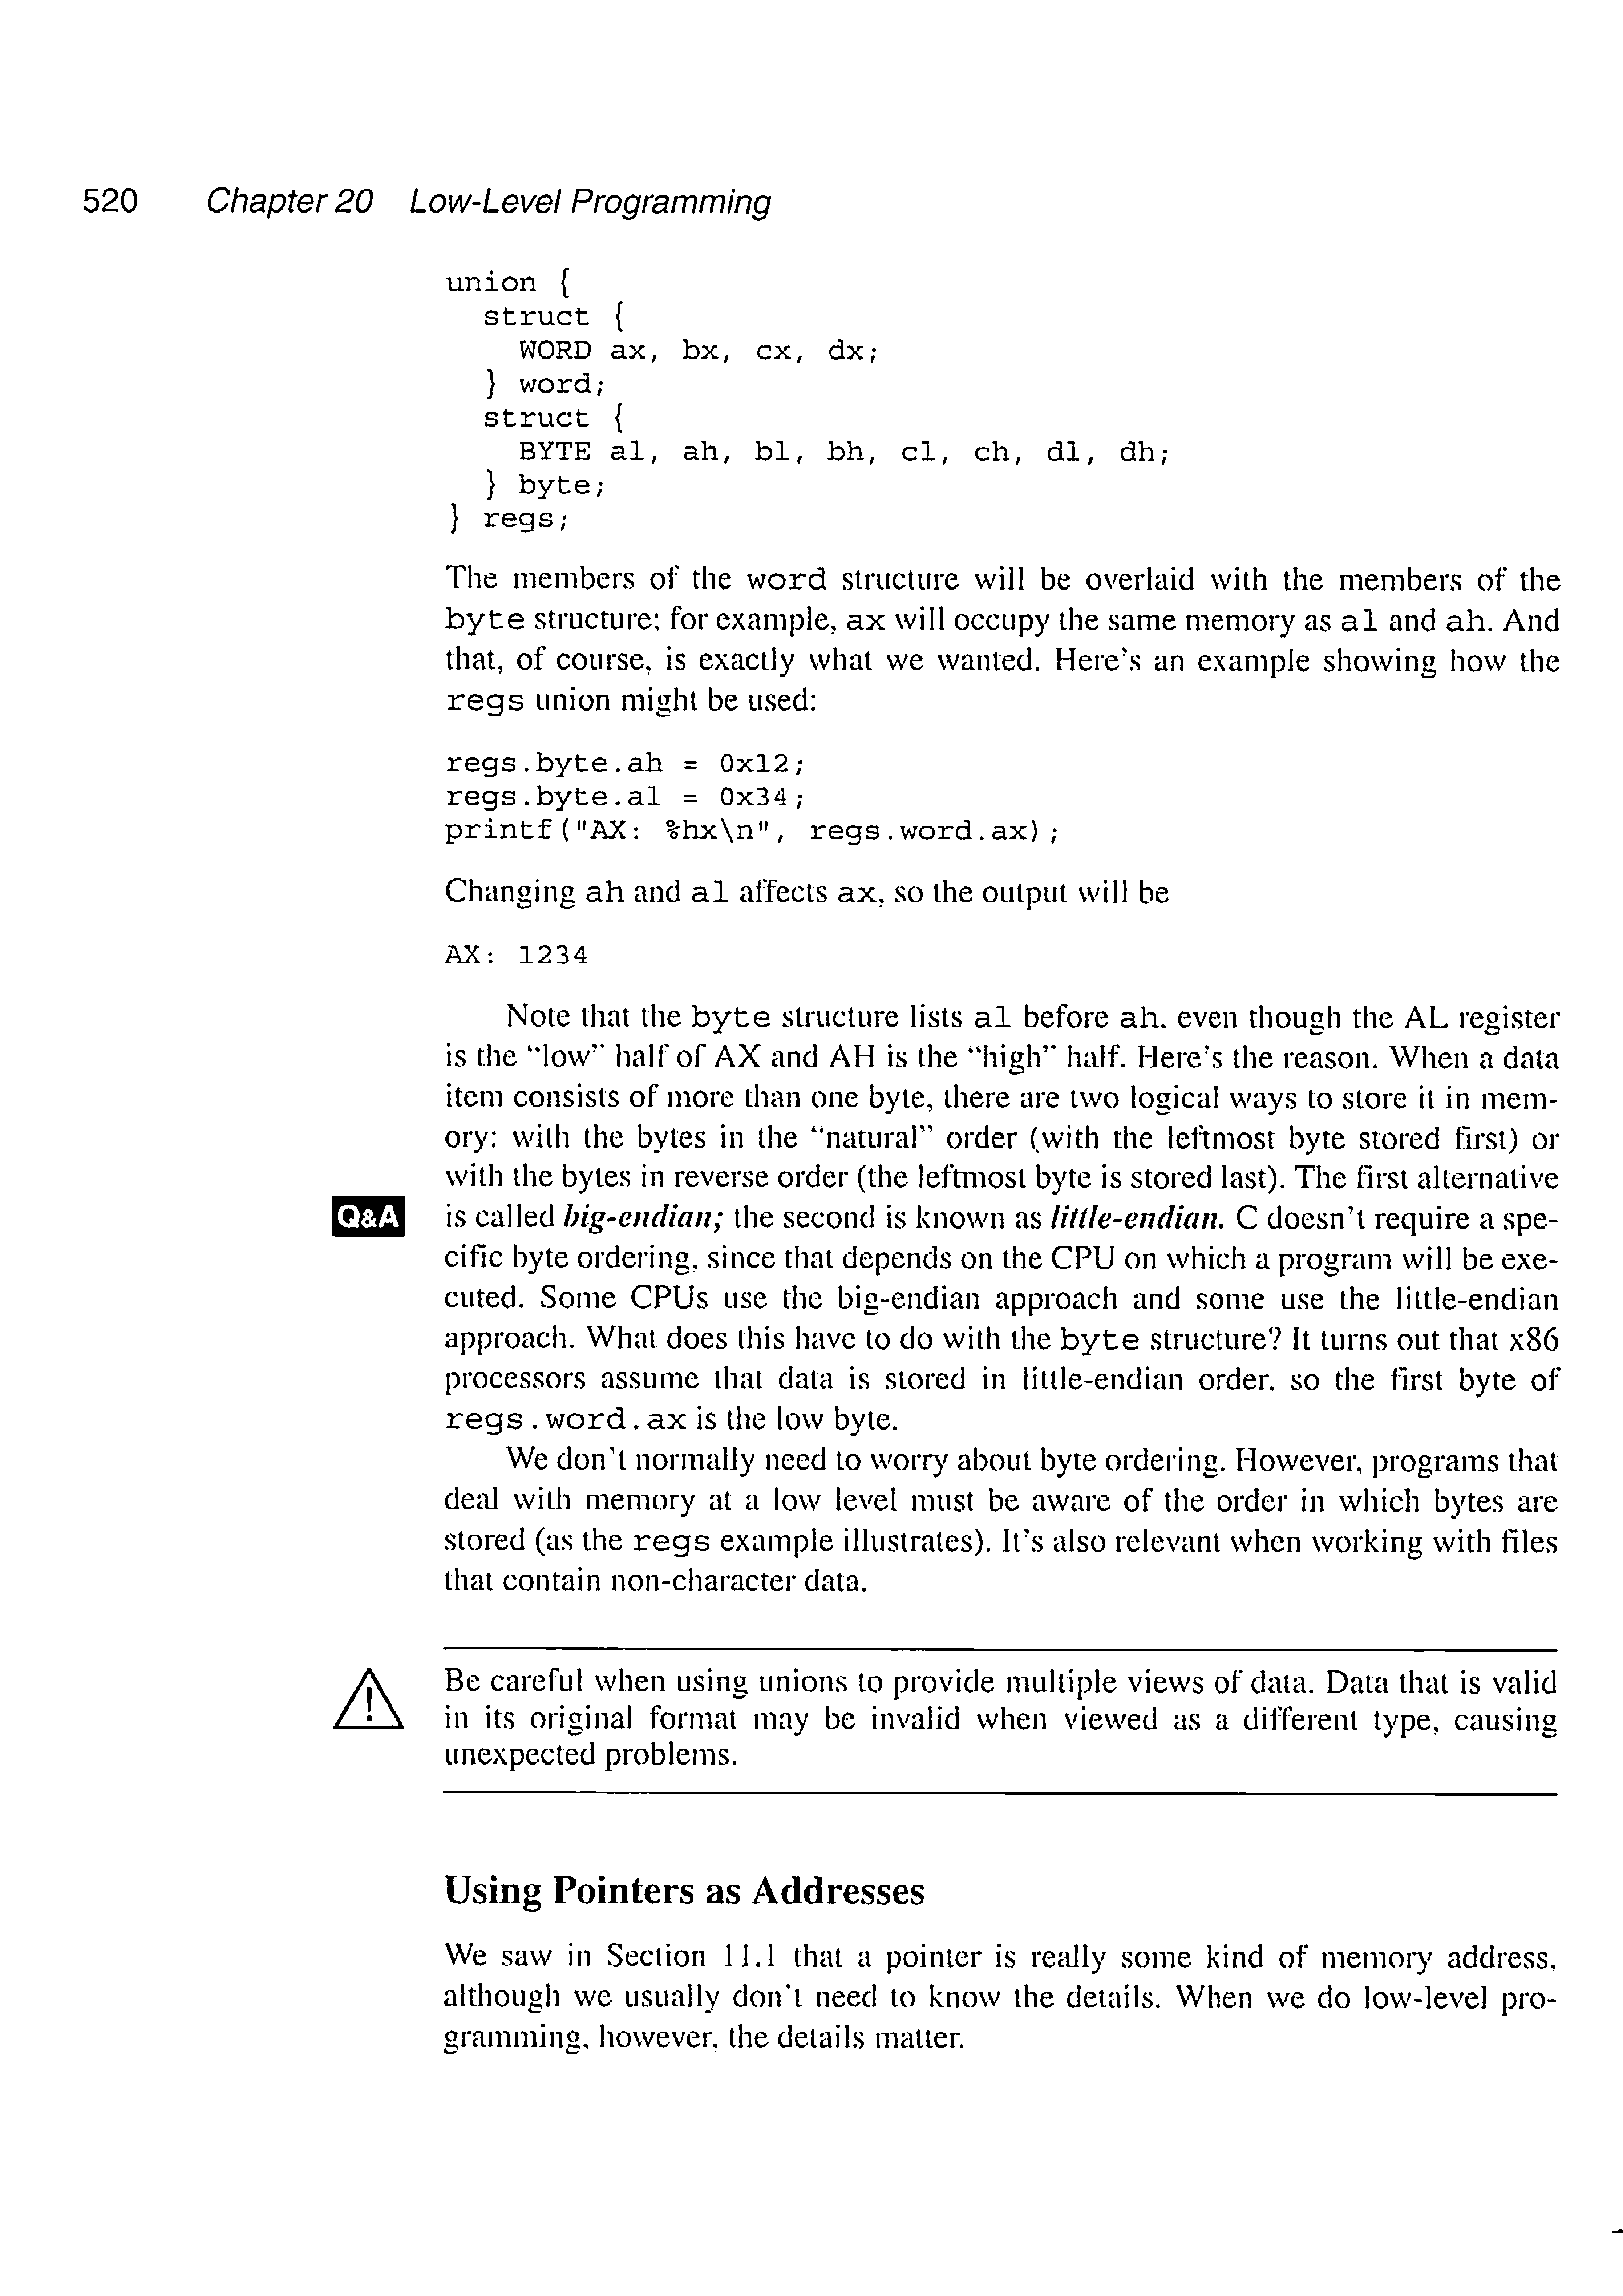 520 Chapter 20 Low-Level Programming
union {
  struct {
    WORD ax, bx, cx, dx;
  } word;
  struct {
    BYTE al, ah, bl, bh, cl, ch, dl, dh;
  } byte;
} regs;
The members of the word structure will be overlaid with the members of the
byte structure; for example, ax will occupy the same memory as al and ah. And
that, of course, is exactly what we wanted. Here's an example showing how the
regs union might be used:
regs.byte.ah = 0x12;
regs.byte.al = 0x34;
printf("AX: %hx\n", regs.word.ax);
Changing ah and al affects ax, so the output will be
AX: 1234
Note that the byte structure lists al before ah, even though the AL register
is the “low” half of AX and AH is the “high” half. Here's the reason. When a data
item consists of more than one byte, there are two logical ways to store it in mem-
ory: with the bytes in the “natural” order (with the leftmost byte stored first) or
with the bytes in reverse order (the leftmost byte is stored last). The first alternative
Q&A is called big-endian; the second is known as little-endian. C doesn't require a spe-
cific byte ordering, since that depends on the CPU on which a program will be exe-
cuted. Some CPUs use the big-endian approach and some use the little-endian
approach. What does this have to do with the byte structure? It turns out that x86
processors assume that data is stored in little-endian order, so the first byte of
regs.word.ax is the low byte.
We don't normally need to worry about byte ordering. However, programs that
deal with memory at a low level must be aware of the order in which bytes are
stored (as the regs example illustrates). It's also relevant when working with files
that contain non-character data.
Be careful when using unions to provide multiple views of data. Data that is valid
in its original format may be invalid when viewed as a different type, causing
unexpected problems.
Using Pointers as Addresses
We saw in Section 11.1 that a pointer is really some kind of memory address,
although we usually don't need to know the details. When we do low-level pro-
gramming, however, the details matter.